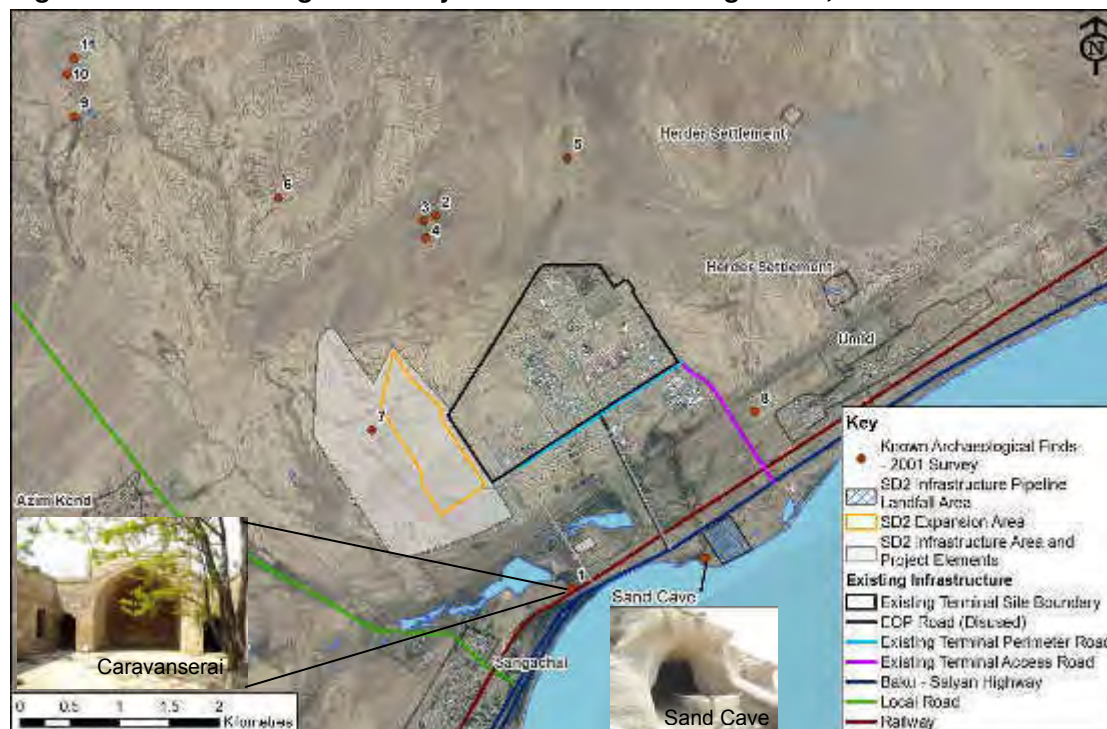 N
11
10
9
5
Herder Settlement
6
2
3
4
Herder Settlement
Umid
8
7
Azim Kend
1
Sand Cave
Sangachal
Caravanserai
Sand Cave
0 0.5 1 2
Kilometres
Key
Known Archaeological Finds
- 2001 Survey
SD2 Infrastructure Pipeline
Landfall Area
SD2 Expansion Area
SD2 Infrastructure Area and
Project Elements
Existing Infrastructure
Existing Terminal Site Boundary
EOP Road (Disused)
Existing Terminal Perimeter Road
Existing Terminal Access Road
Baku - Salyan Highway
Local Road
Railway